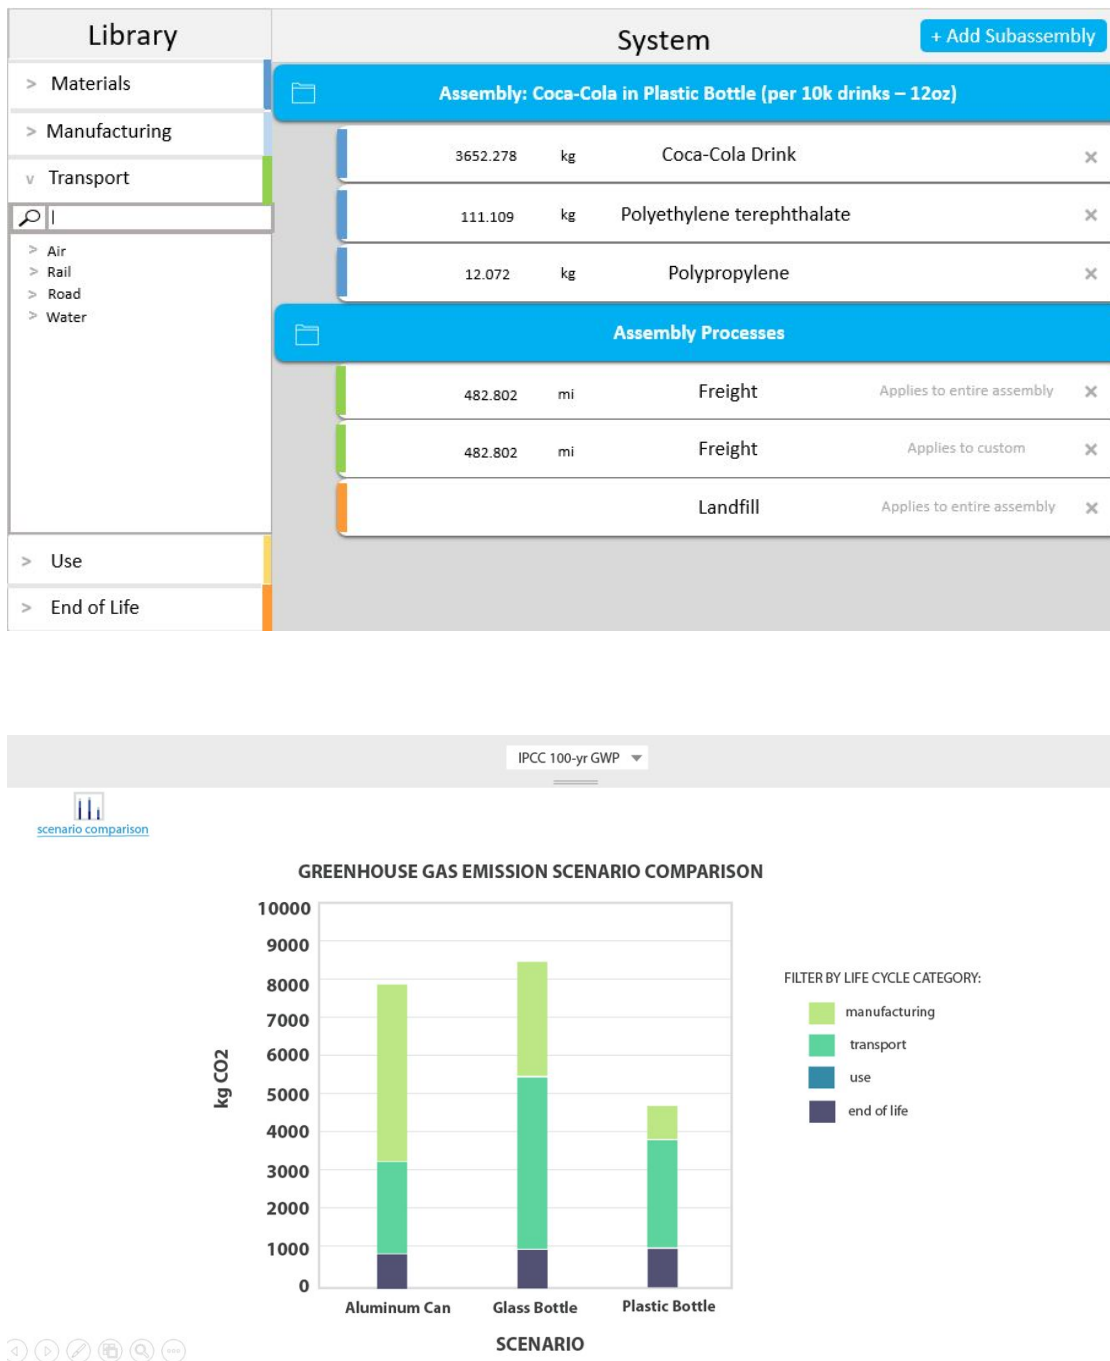 Library
System
+ Add Subassembly
> Materials
> Manufacturing
v Transport
> Air
> Rail
> Road
> Water
> Use
> End of Life
Assembly: Coca-Cola in Plastic Bottle (per 10k drinks – 12oz)
3652.278 kg Coca-Cola Drink ×
111.109 kg Polyethylene terephthalate ×
12.072 kg Polypropylene ×
Assembly Processes
482.802 mi Freight Applies to entire assembly ×
482.802 mi Freight Applies to custom ×
Landfill Applies to entire assembly ×
IPCC 100-yr GWP
scenario comparison
GREENHOUSE GAS EMISSION SCENARIO COMPARISON
10000
9000
8000
7000
6000
5000
4000
3000
2000
1000
0
kg CO2
Aluminum Can Glass Bottle Plastic Bottle
SCENARIO
FILTER BY LIFE CYCLE CATEGORY:
manufacturing
transport
use
end of life